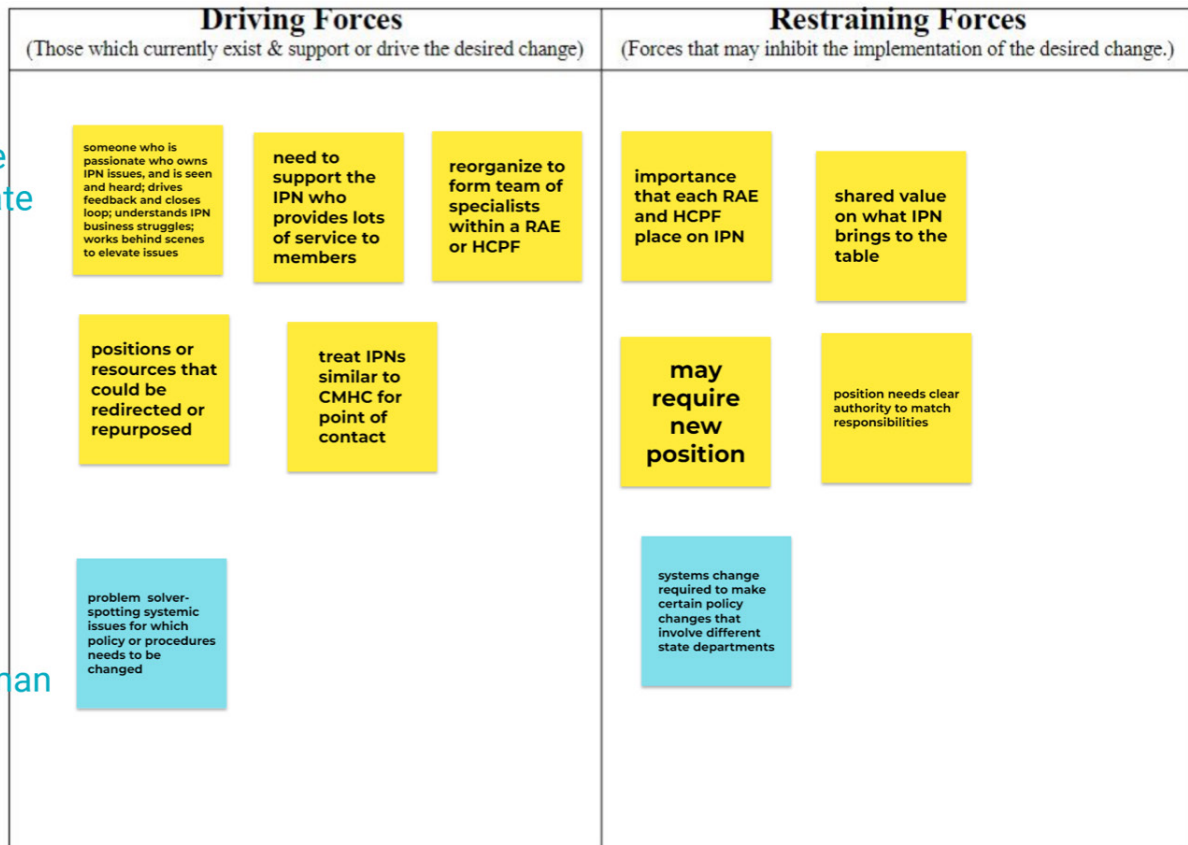 Driving Forces
(Those which currently exist & support or drive the desired change)
Restraining Forces
(Forces that may inhibit the implementation of the desired change.)
someone who is
passionate who owns
IPN issues, and is seen
and heard; drives
feedback and closes
loop; understands IPN
business struggles;
works behind scenes
to elevate issues
need to
support the
IPN who
provides lots
of service to
members
reorganize to
form team of
specialists
within a RAE
or HCPF
importance
that each RAE
and HCPF
place on IPN
shared value
on what IPN
brings to the
table
positions or
resources that
could be
redirected or
repurposed
treat IPNs
similar to
CMHC for
point of
contact
may
require
new
position
position needs clear
authority to match
responsibilities
problem solver-
spotting systemic
issues for which
policy or procedures
needs to be
changed
systems change
required to make
certain policy
changes that
involve different
state departments